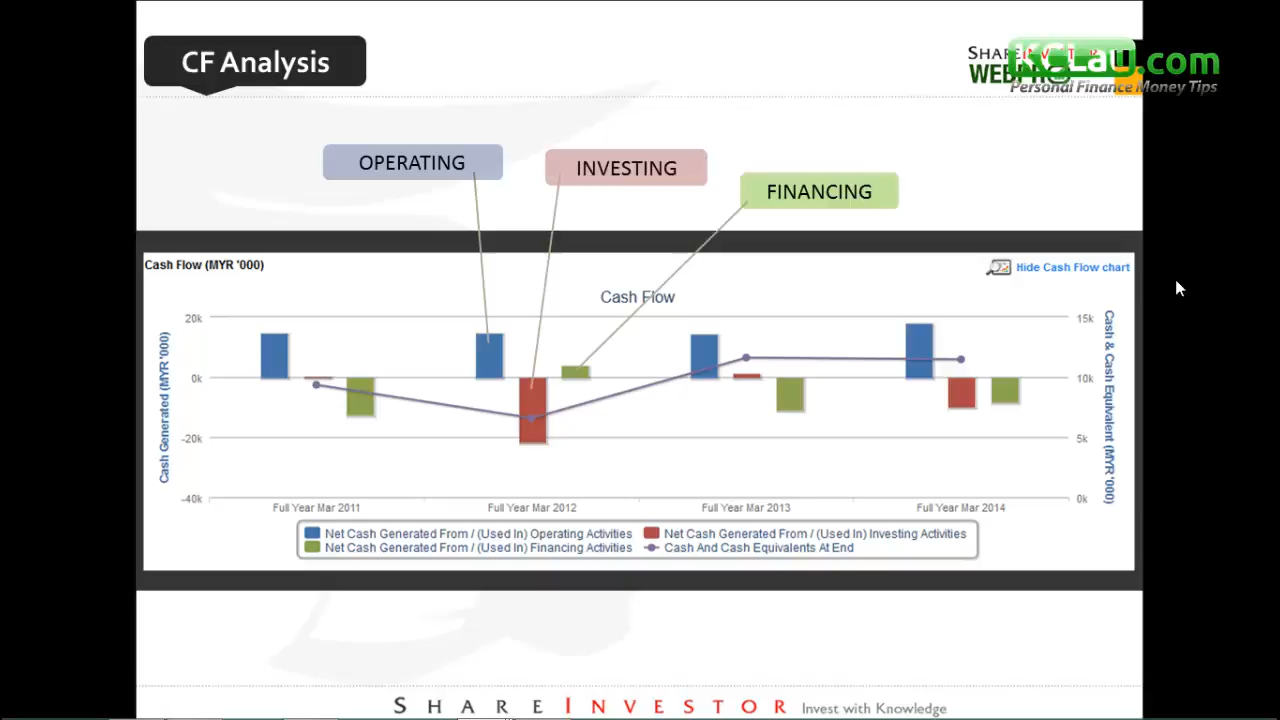 CF Analysis
SHAREINVESTOR
WEBPRO
KCLau.com
Personal Finance Money Tips
OPERATING
INVESTING
FINANCING
Cash Flow (MYR '000)
Hide Cash Flow chart
Cash Flow
Cash Generated (MYR '000)
20k
0k
-20k
-40k
15k
10k
5k
0k
Cash & Cash Equivalent (MYR '000)
Full Year Mar 2011
Full Year Mar 2012
Full Year Mar 2013
Full Year Mar 2014
Net Cash Generated From / (Used In) Operating Activities
Net Cash Generated From / (Used In) Investing Activities
Net Cash Generated From / (Used In) Financing Activities
Cash And Cash Equivalents At End
SHAREINVESTOR Invest with Knowledge